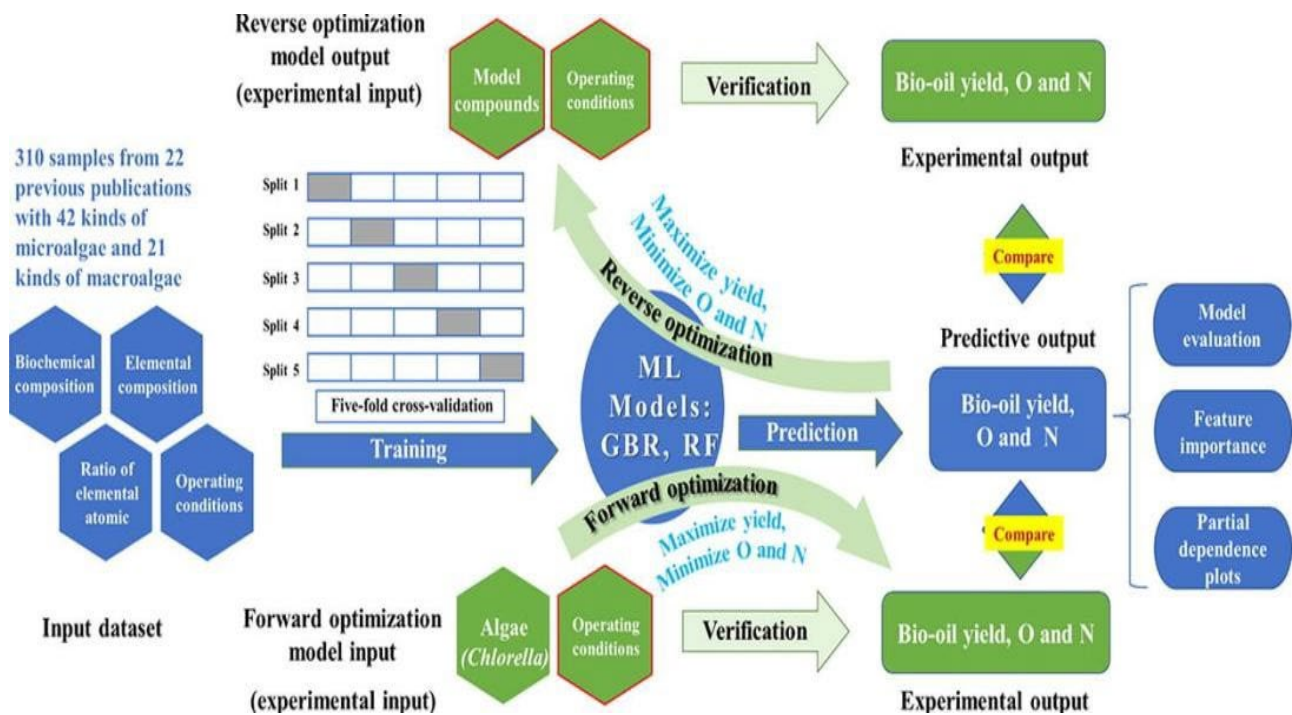 Reverse optimization
model output
(experimental input)
Model
compounds
Operating
conditions
Verification
Bio-oil yield, O and N
Experimental output
310 samples from 22
previous publications
with 42 kinds of
microalgae and 21
kinds of macroalgae
Split 1
Split 2
Split 3
Split 4
Split 5
Five-fold cross-validation
Maximize yield,
Minimize O and N
Reverse optimization
Compare
Biochemical
composition
Elemental
composition
Ratio of
elemental
atomic
Operating
conditions
Input dataset
Training
ML
Models:
GBR, RF
Prediction
Predictive output
Bio-oil yield,
O and N
Model
evaluation
Feature
importance
Partial
dependence
plots
Forward optimization
Maximize yield,
Minimize O and N
Compare
Forward optimization
model input
(experimental input)
Algae
(Chlorella)
Operating
conditions
Verification
Bio-oil yield, O and N
Experimental output